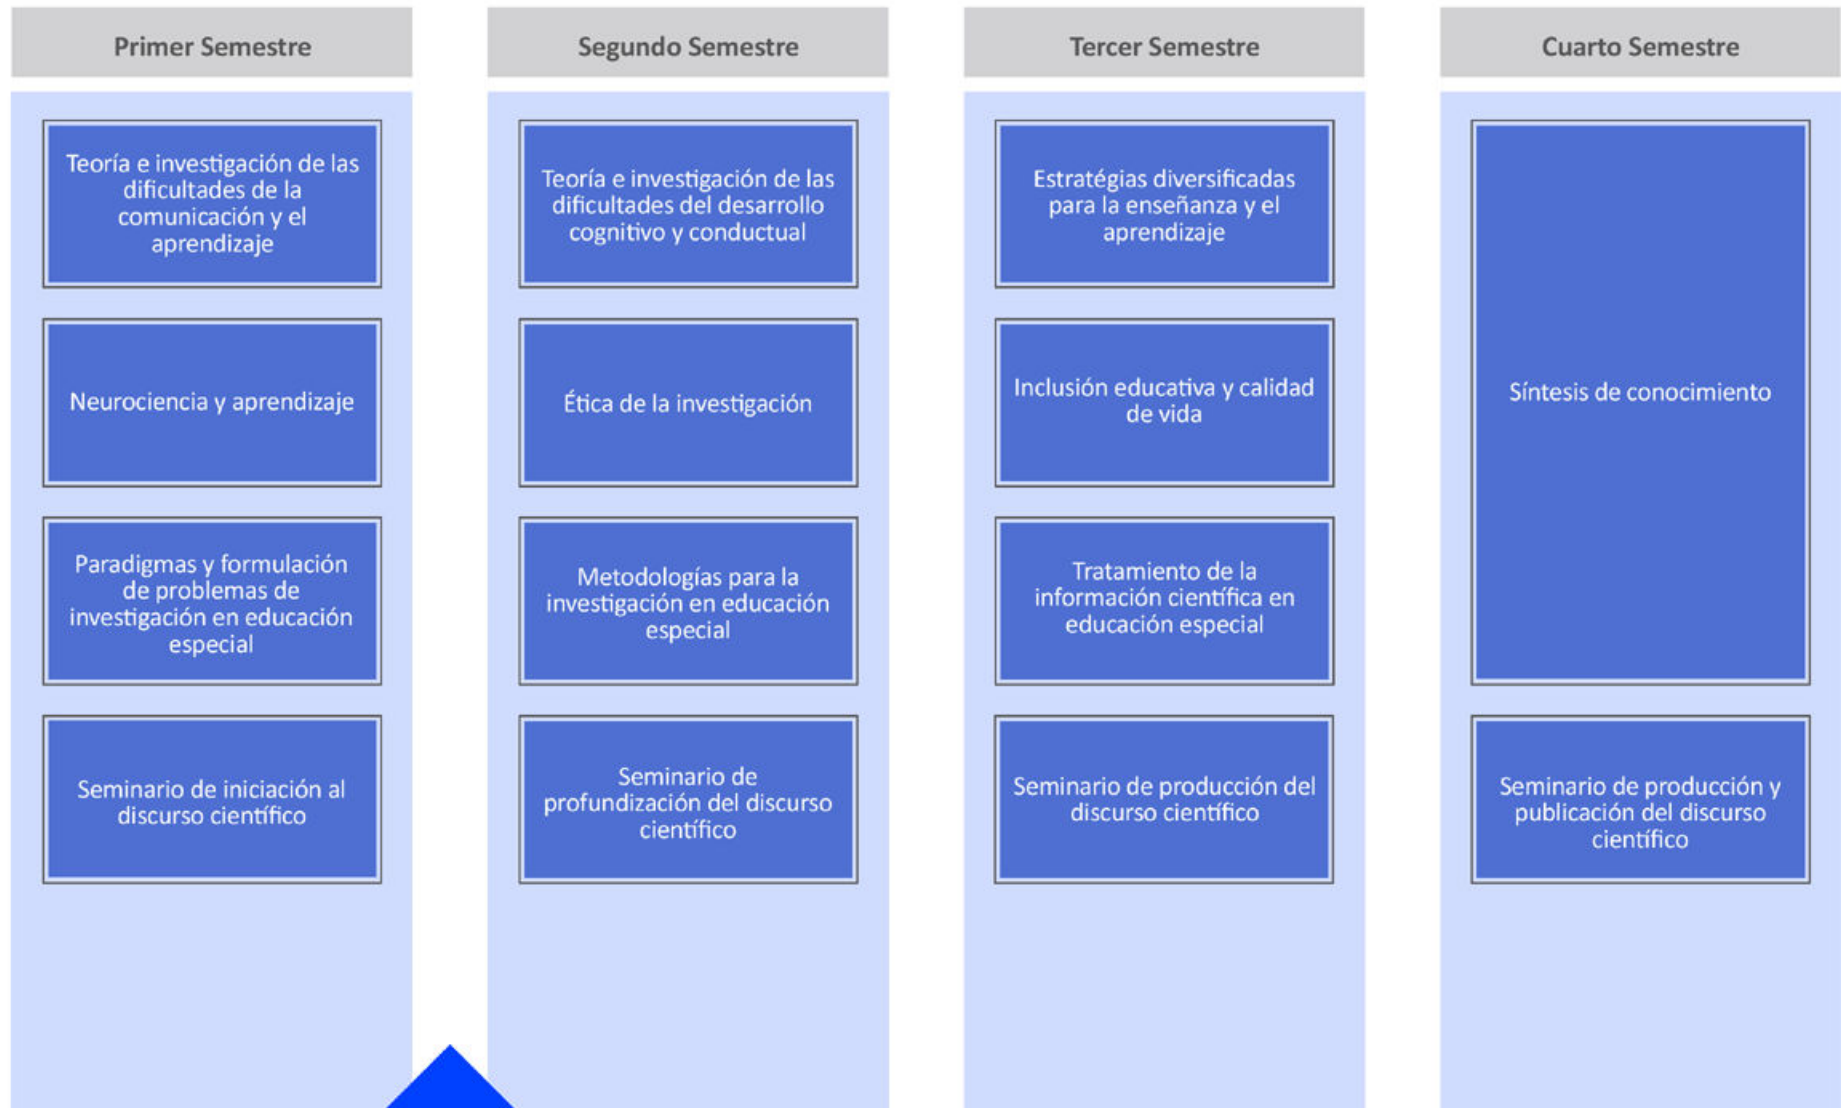 Primer Semestre
Teoría e investigación de las
dificultades de la
comunicación y el
aprendizaje
Neurociencia y aprendizaje
Paradigmas y formulación
de problemas de
investigación en educación
especial
Seminario de iniciación al
discurso científico
Segundo Semestre
Teoría e investigación de las
dificultades del desarrollo
cognitivo y conductual
Ética de la investigación
Metodologías para la
investigación en educación
especial
Seminario de
profundización del discurso
científico
Tercer Semestre
Estratégias diversificadas
para la enseñanza y el
aprendizaje
Inclusión educativa y calidad
de vida
Tratamiento de la
información científica en
educación especial
Seminario de producción del
discurso científico
Cuarto Semestre
Síntesis de conocimiento
Seminario de producción y
publicación del discurso
científico